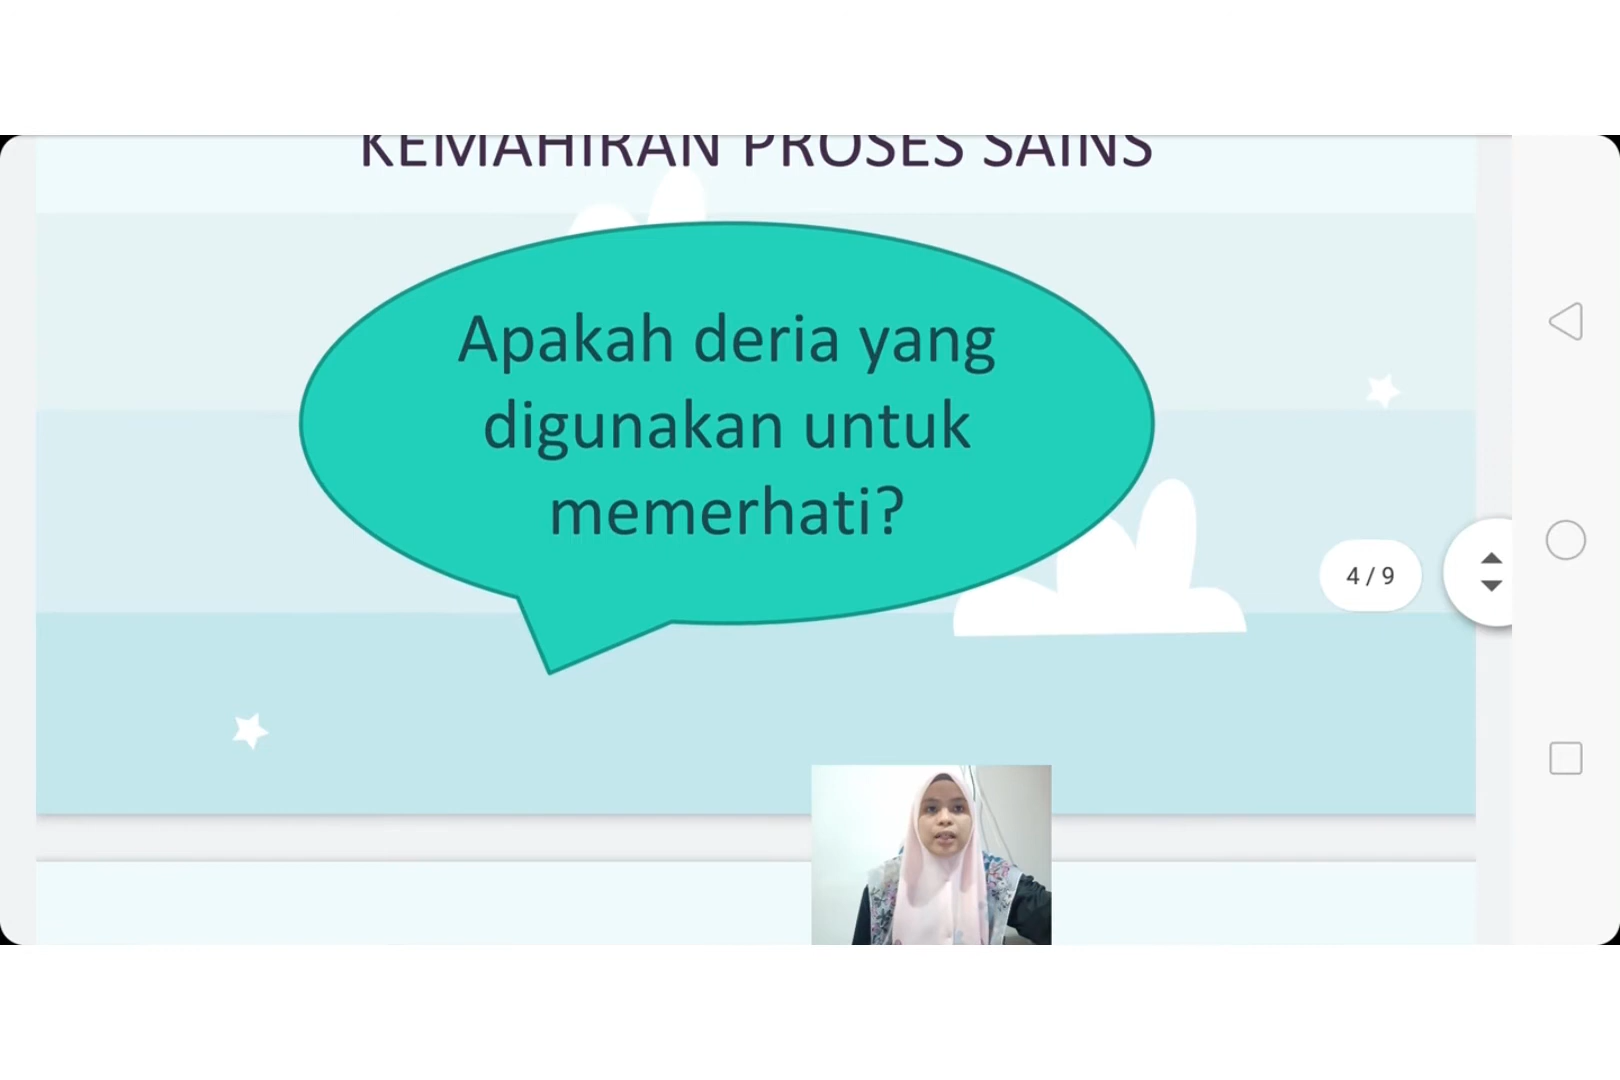 KEMAHIRAN PROSES SAINS
Apakah deria yang
digunakan untuk
memerhati?
4 / 9